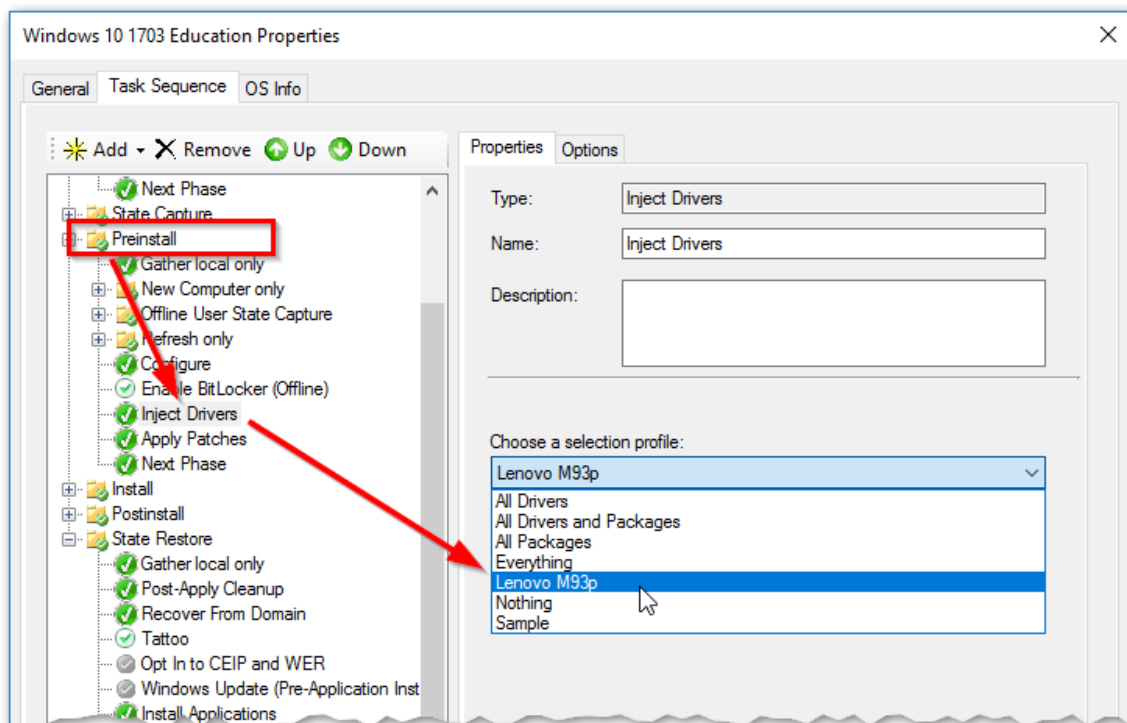 Windows 10 1703 Education Properties
General Task Sequence OS Info
Add Remove Up Down
Next Phase
State Capture
Preinstall
Gather local only
New Computer only
Offline User State Capture
Refresh only
Configure
Enable BitLocker (Offline)
Inject Drivers
Apply Patches
Next Phase
Install
Postinstall
State Restore
Gather local only
Post-Apply Cleanup
Recover From Domain
Tattoo
Opt In to CEIP and WER
Windows Update (Pre-Application Inst
Install Applications
Properties Options
Type: Inject Drivers
Name: Inject Drivers
Description:
Choose a selection profile:
Lenovo M93p
All Drivers
All Drivers and Packages
All Packages
Everything
Lenovo M93p
Nothing
Sample